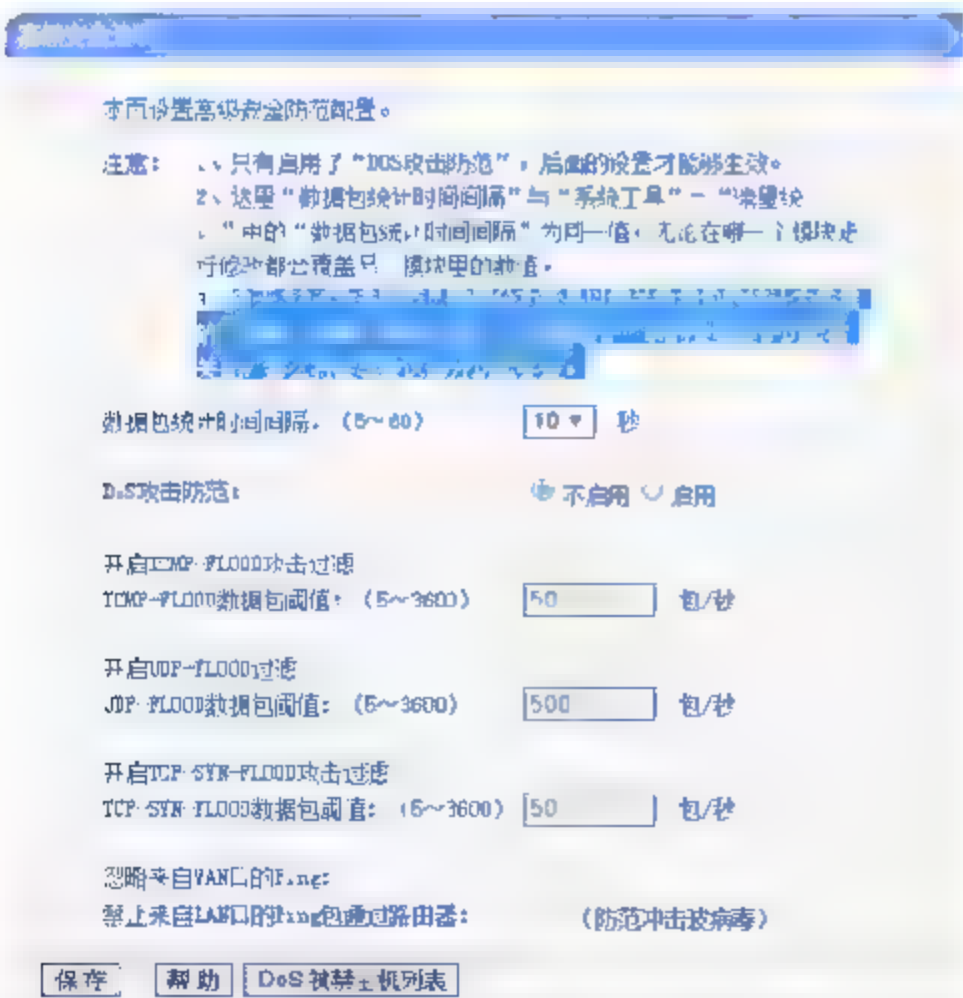 本页设置高级安全防范配置。
注意： 1、只有启用了“DOS攻击防范”，后面的设置才能够生效。
2、这里“数据包统计时间间隔”与“系统工具”-“流量统
计”中的“数据包统计时间间隔”为同一值，无论在哪一个模块进
行修改都会覆盖另一模块里的数值。
数据包统计时间间隔：（5~60） 10 秒
DoS攻击防范： 不启用 启用
开启ICMP-FLOOD攻击过滤
ICMP-FLOOD数据包阈值：（5~3600） 50 包/秒
开启UDP-FLOOD过滤
UDP-FLOOD数据包阈值：（5~3600） 500 包/秒
开启TCP-SYN-FLOOD攻击过滤
TCP-SYN-FLOOD数据包阈值：（5~3600） 50 包/秒
忽略来自WAN口的Ping：
禁止来自LAN口的Ping包通过路由器： （防范冲击波病毒）
保存 帮助 DoS被禁主机列表